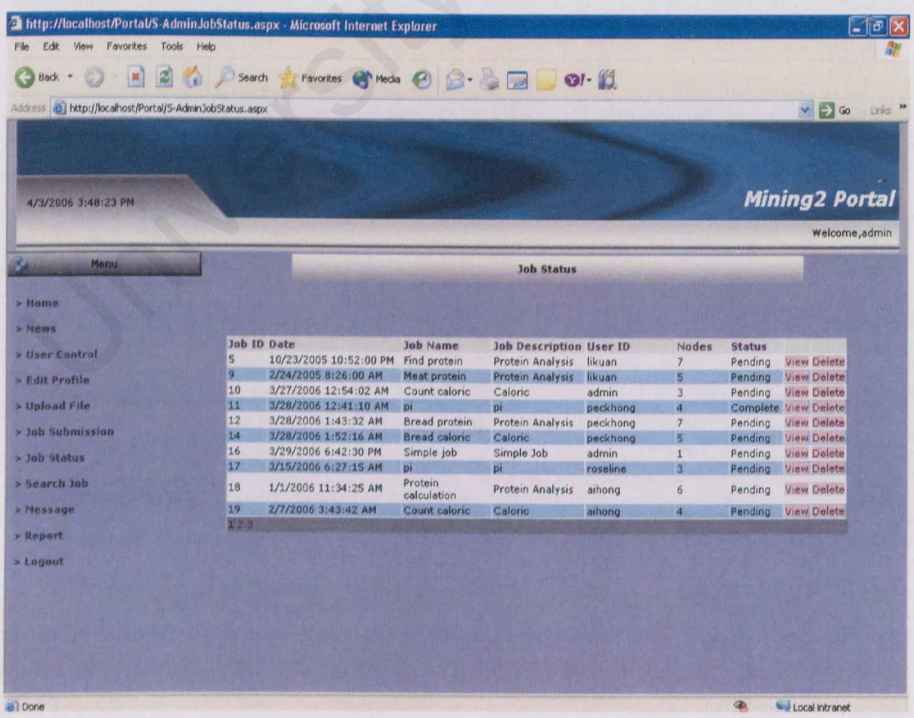 http://localhost/Portal/S-AdminJobStatus.aspx - Microsoft Internet Explorer
File Edit View Favorites Tools Help
Back Search Favorites Media
Address http://localhost/Portal/S-AdminJobStatus.aspx Go Links »
4/3/2006 3:48:23 PM
Mining2 Portal
Welcome,admin
Menu
Job Status
> Home
> News
> User Control
> Edit Profile
> Upload File
> Job Submission
> Job Status
> Search Job
> Message
> Report
> Logout
Job ID Date Job Name Job Description User ID Nodes Status
5 10/23/2005 10:52:00 PM Find protein Protein Analysis likuan 7 Pending View Delete
9 2/24/2005 8:26:00 AM Meat protein Protein Analysis likuan 5 Pending View Delete
10 3/27/2006 12:54:02 AM Count caloric Caloric admin 3 Pending View Delete
11 3/28/2006 12:41:10 AM pi pi peckhong 4 Complete View Delete
12 3/28/2006 1:43:32 AM Bread protein Protein Analysis peckhong 7 Pending View Delete
14 3/28/2006 1:52:16 AM Bread caloric Caloric peckhong 5 Pending View Delete
16 3/29/2006 6:42:30 PM Simple job Simple Job admin 1 Pending View Delete
17 3/15/2006 6:27:15 AM pi pi roseline 3 Pending View Delete
18 1/1/2006 11:34:25 AM Protein calculation Protein Analysis aihong 6 Pending View Delete
19 2/7/2006 3:43:42 AM Count caloric Caloric aihong 4 Pending View Delete
1 2 3
Done Local intranet
University